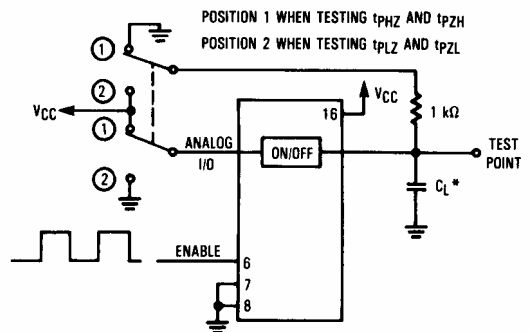 POSITION 1 WHEN TESTING tPHZ AND tPZH
POSITION 2 WHEN TESTING tPLZ AND tPZL
1
2
VCC
1
2
ANALOG
I/O
ON/OFF
16
VCC
1 kΩ
TEST
POINT
CL*
ENABLE
6
7
8